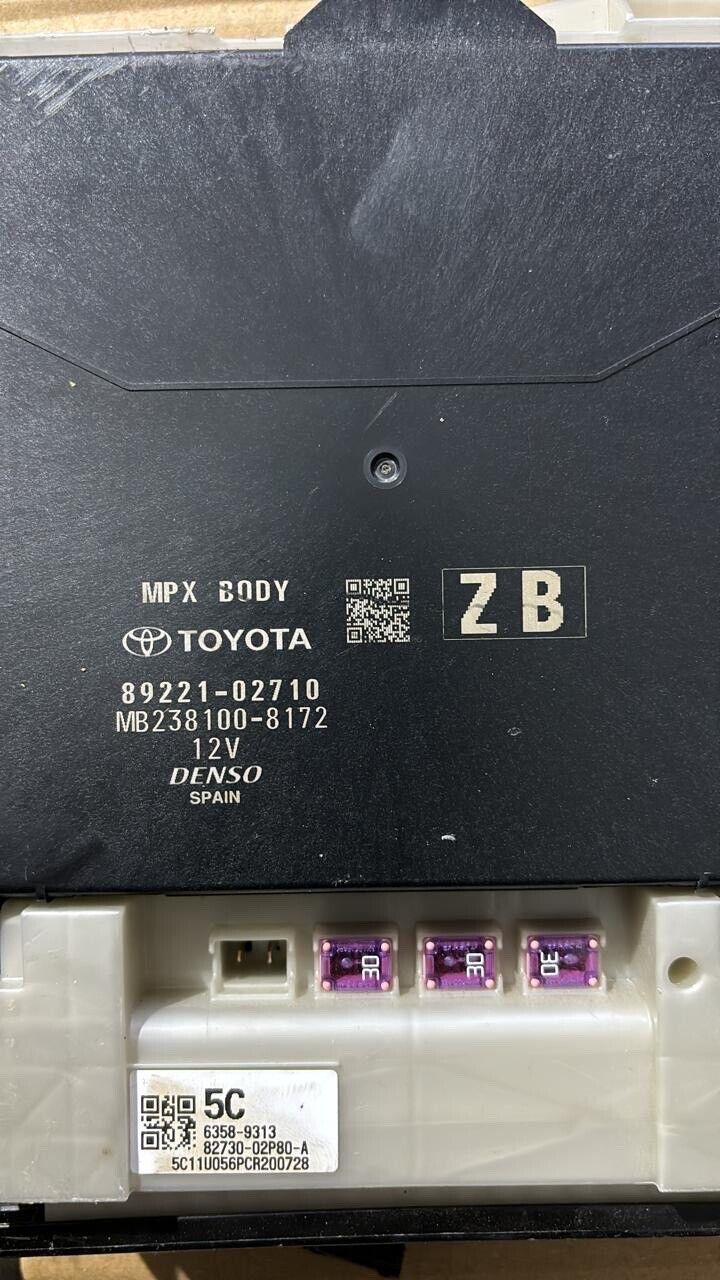 MPX BODY
ZB
TOYOTA
89221-02710
MB238100-8172
12V
DENSO
SPAIN
30
30
30
5C
6358-9313
82730-02P80-A
5C11U056PCR200728